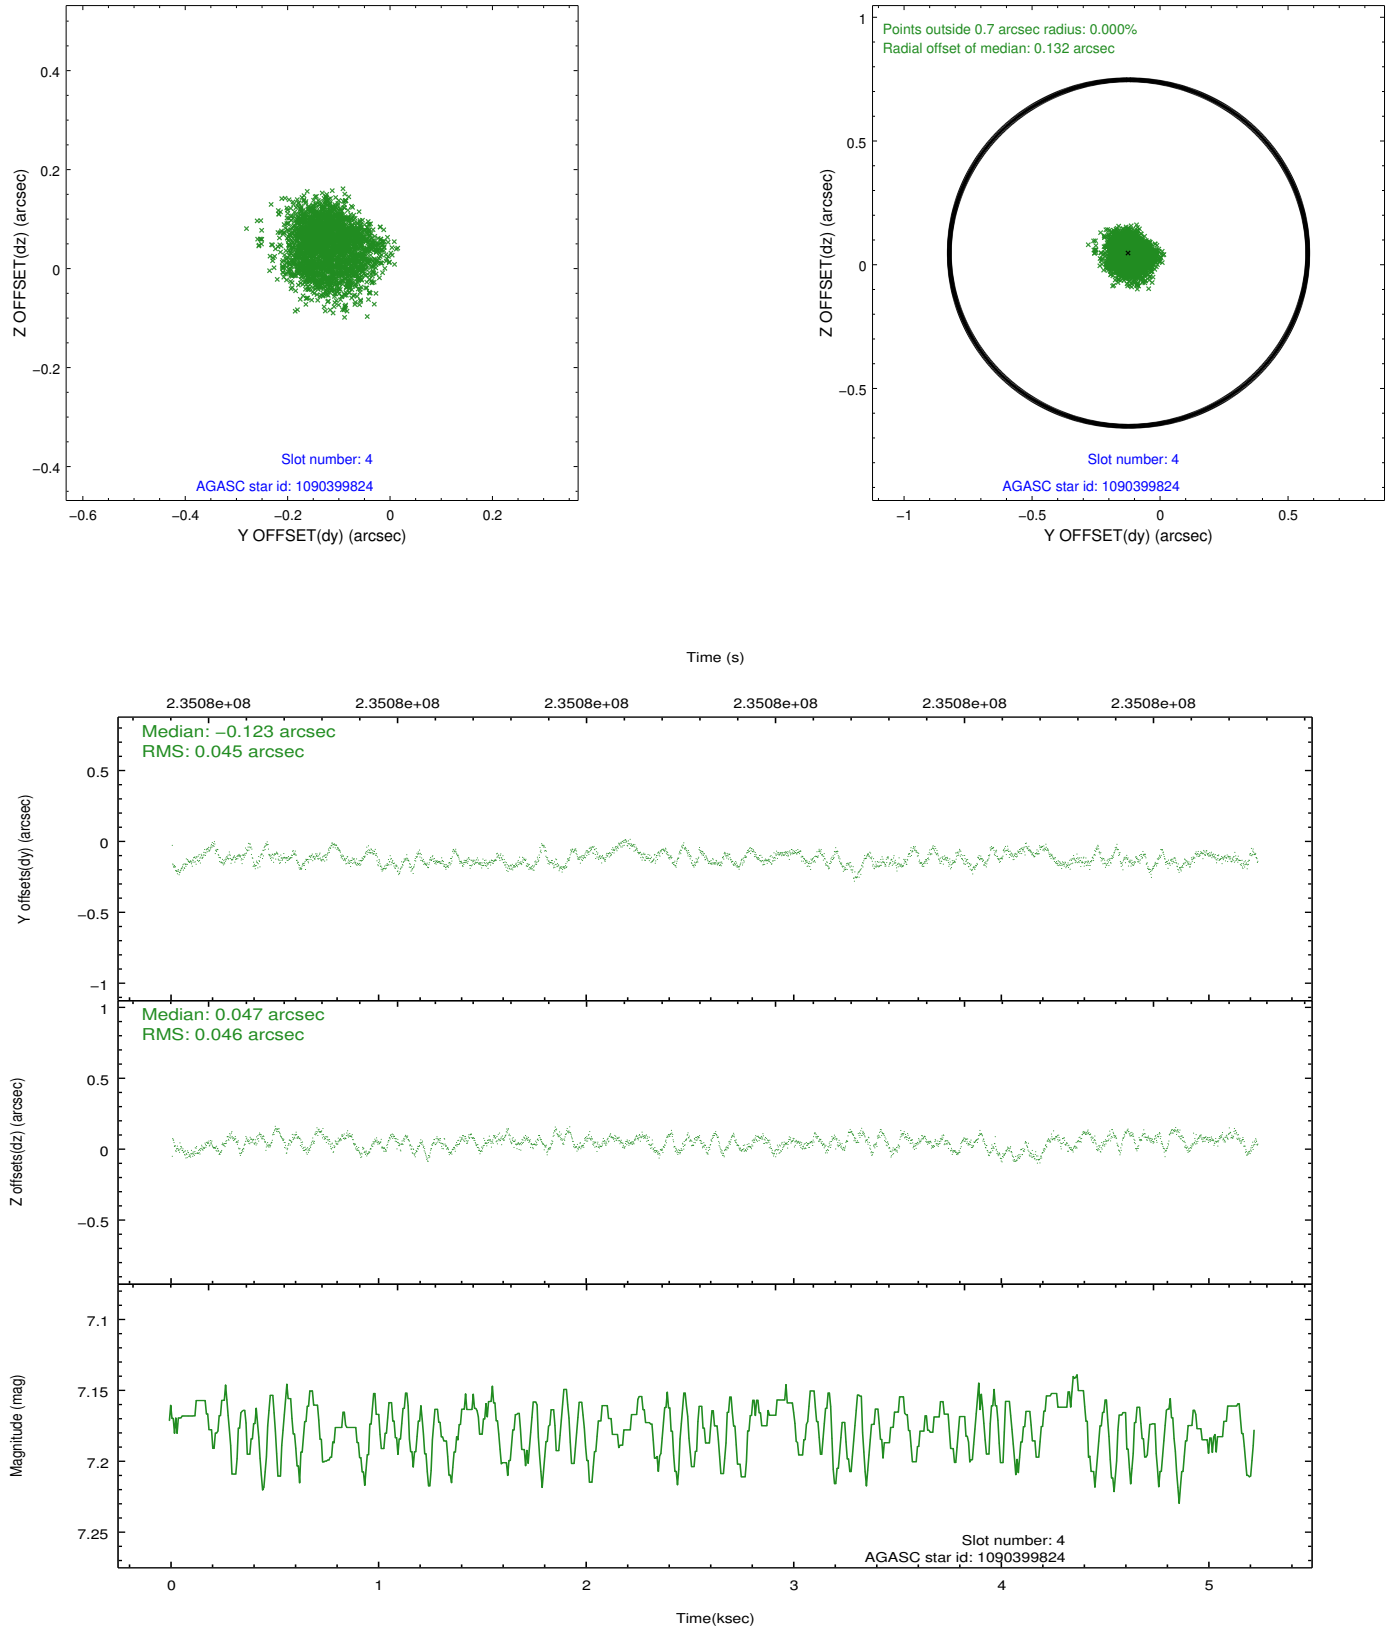 0.4
0.2
0
−0.2
−0.4
Z OFFSET(dz) (arcsec)
Slot number: 4
AGASC star id: 1090399824
−0.6
−0.4
−0.2
0
0.2
Y OFFSET(dy) (arcsec)
Points outside 0.7 arcsec radius: 0.000%
Radial offset of median: 0.132 arcsec
1
0.5
0
−0.5
Z OFFSET(dz) (arcsec)
Slot number: 4
AGASC star id: 1090399824
−1
−0.5
0
0.5
Y OFFSET(dy) (arcsec)
Time (s)
2.3508e+08
2.3508e+08
2.3508e+08
2.3508e+08
2.3508e+08
2.3508e+08
Median: −0.123 arcsec
RMS: 0.045 arcsec
0.5
0
−0.5
−1
Y offsets(dy) (arcsec)
Median: 0.047 arcsec
RMS: 0.046 arcsec
1
0.5
0
−0.5
Z offsets(dz) (arcsec)
7.1
7.15
7.2
7.25
Magnitude (mag)
Slot number: 4
AGASC star id: 1090399824
0
1
2
3
4
5
Time(ksec)